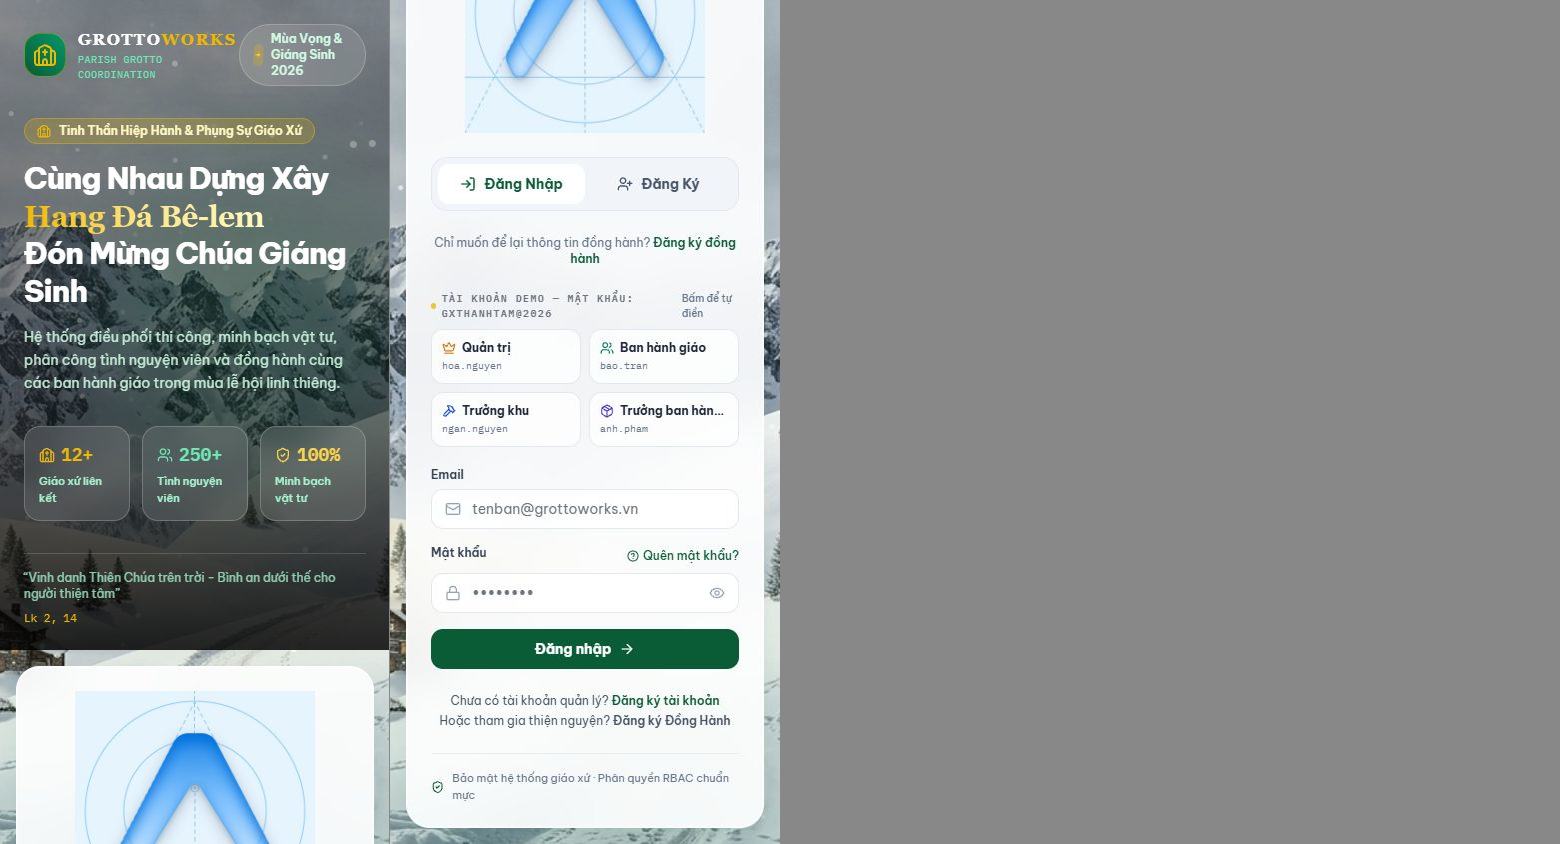 GROTTOWORKS
PARISH GROTTO
COORDINATION
Mùa Vọng &
Giáng Sinh
2026
Tinh Thần Hiệp Hành & Phụng Sự Giáo Xứ
Cùng Nhau Dựng Xây
Hang Đá Bê-lem
Đón Mừng Chúa Giáng
Sinh
Hệ thống điều phối thi công, minh bạch vật tư,
phân công tình nguyện viên và đồng hành cùng
các ban hành giáo trong mùa lễ hội linh thiêng.
12+
Giáo xứ liên
kết
250+
Tình nguyện
viên
100%
Minh bạch
vật tư
“Vinh danh Thiên Chúa trên trời - Bình an dưới thế cho
người thiện tâm”
Lk 2, 14
Đăng Nhập
Đăng Ký
Chỉ muốn để lại thông tin đồng hành? Đăng ký đồng
hành
TÀI KHOẢN DEMO — MẬT KHẨU:
GXTHANHTAM@2026
Bấm để tự
điền
Quản trị
hoa.nguyen
Ban hành giáo
bao.tran
Trưởng khu
ngan.nguyen
Trưởng ban hàn...
anh.pham
Email
tenban@grottoworks.vn
Mật khẩu
Quên mật khẩu?
••••••••
Đăng nhập →
Chưa có tài khoản quản lý? Đăng ký tài khoản
Hoặc tham gia thiện nguyện? Đăng ký Đồng Hành
Bảo mật hệ thống giáo xứ · Phân quyền RBAC chuẩn
mực